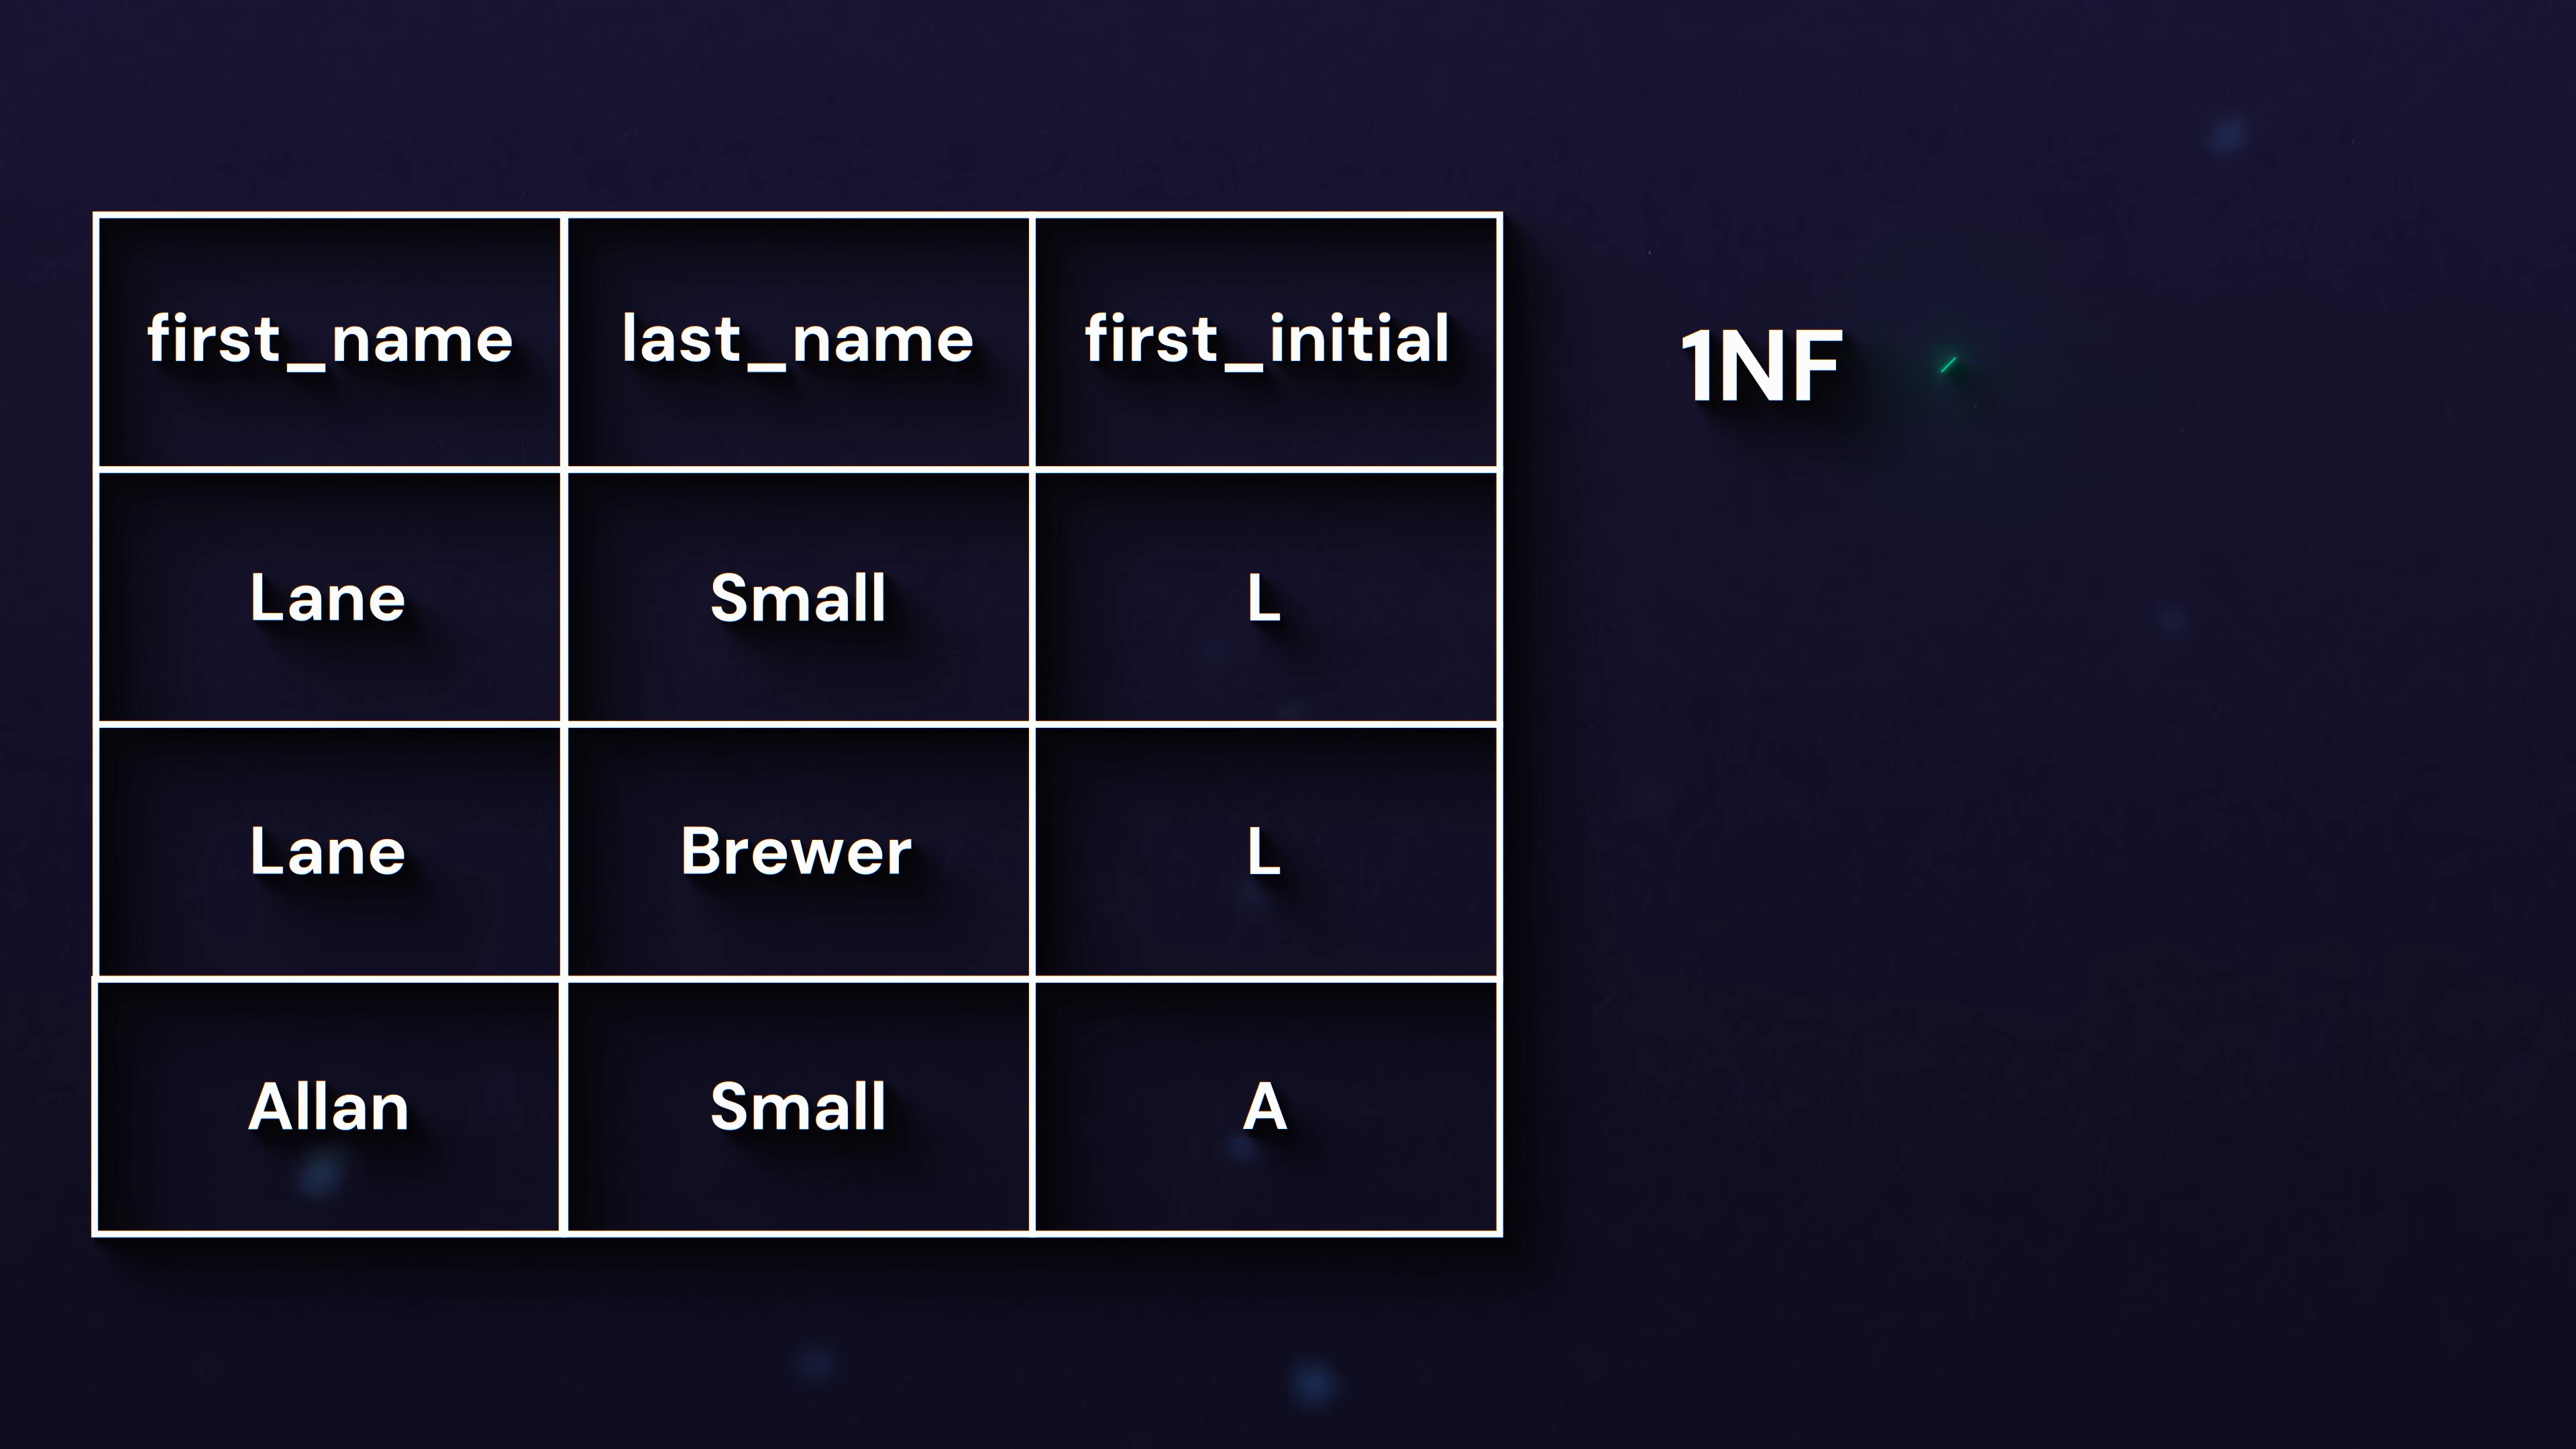 first_name last_name first_initial
1NF
Lane Small L
Lane Brewer L
Allan Small A